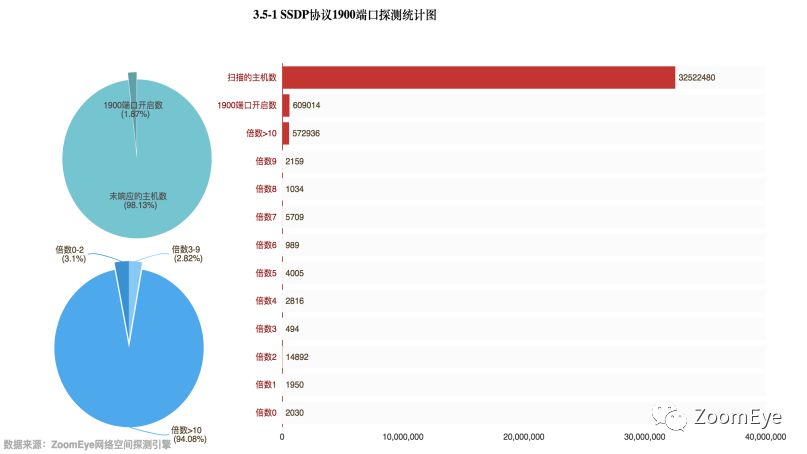 3.5-1 SSDP协议1900端口探测统计图
1900端口开启数
(1.87%)
未响应的主机数
(98.13%)
倍数0-2
(3.1%)
倍数3-9
(2.82%)
倍数>10
(94.08%)
扫描的主机数 32522480
1900端口开启数 609014
倍数>10 572936
倍数9 2159
倍数8 1034
倍数7 5709
倍数6 989
倍数5 4005
倍数4 2816
倍数3 494
倍数2 14892
倍数1 1950
倍数0 2030
0 10,000,000 20,000,000 30,000,000 40,000,000
数据来源：ZoomEye网络空间探测引擎
ZoomEye